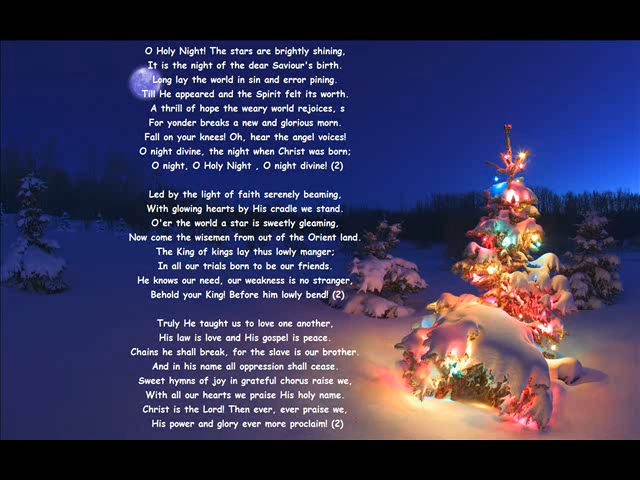 O Holy Night! The stars are brightly shining,
It is the night of the dear Saviour's birth.
Long lay the world in sin and error pining.
Till He appeared and the Spirit felt its worth.
A thrill of hope the weary world rejoices, s
For yonder breaks a new and glorious morn.
Fall on your knees! Oh, hear the angel voices!
O night divine, the night when Christ was born;
O night, O Holy Night , O night divine! (2)
Led by the light of faith serenely beaming,
With glowing hearts by His cradle we stand.
O'er the world a star is sweetly gleaming,
Now come the wisemen from out of the Orient land.
The King of kings lay thus lowly manger;
In all our trials born to be our friends.
He knows our need, our weakness is no stranger,
Behold your King! Before him lowly bend! (2)
Truly He taught us to love one another,
His law is love and His gospel is peace.
Chains he shall break, for the slave is our brother.
And in his name all oppression shall cease.
Sweet hymns of joy in grateful chorus raise we,
With all our hearts we praise His holy name.
Christ is the Lord! Then ever, ever praise we,
His power and glory ever more proclaim! (2)